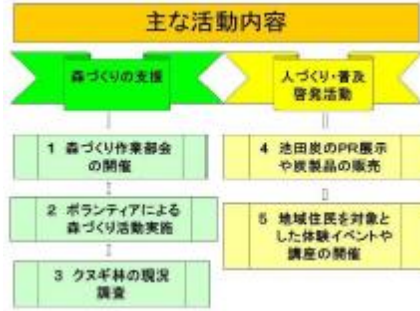 主な活動内容
森づくりの支援
人づくり・普及
啓発活動
1 森づくり作業部会
の開催
2 ボランティアによる
森づくり活動実施
3 クヌギ林の現況
調査
4 池田炭のPR展示
や炭製品の販売
5 地域住民を対象と
した体験イベントや
講座の開催